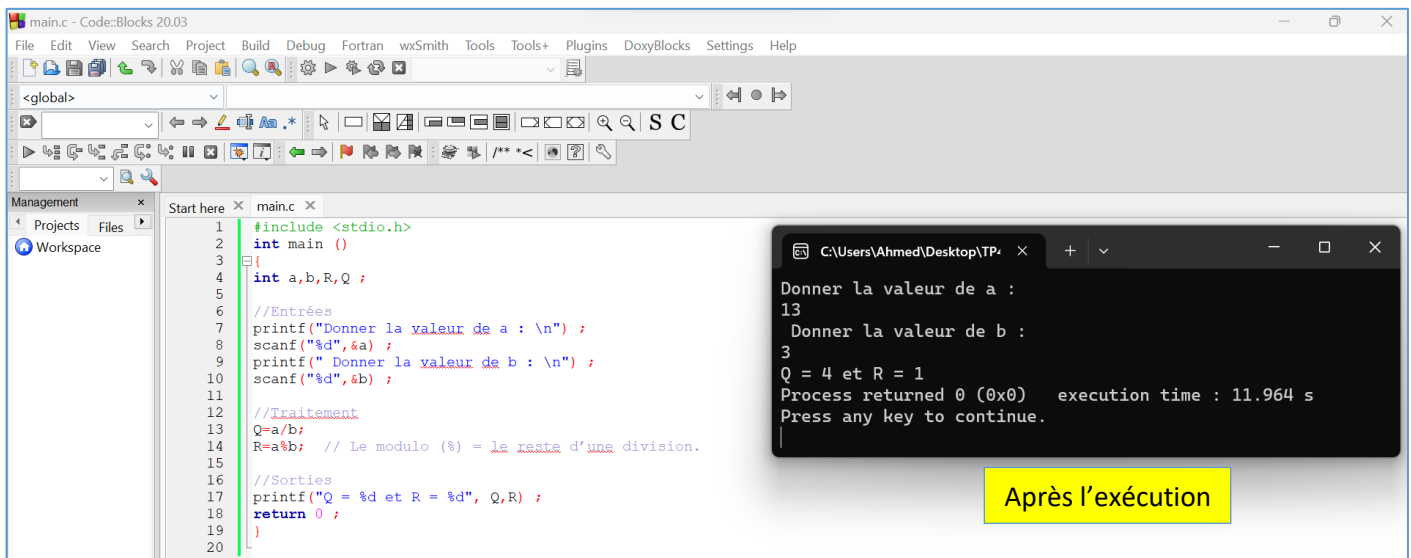 main.c - Code::Blocks 20.03
File Edit View Search Project Build Debug Fortran wxSmith Tools Tools+ Plugins DoxyBlocks Settings Help
<global>
Aa .* S C
/** *<
Management ×
Projects Files
Workspace
Start here × main.c ×
1 #include <stdio.h>
2 int main ()
3 {
4 int a,b,R,Q ;
5
6 //Entrées
7 printf("Donner la valeur de a : \n") ;
8 scanf("%d",&a) ;
9 printf(" Donner la valeur de b : \n") ;
10 scanf("%d",&b) ;
11
12 //Traitement
13 Q=a/b;
14 R=a%b; // Le modulo (%) = le reste d’une division.
15
16 //Sorties
17 printf("Q = %d et R = %d", Q,R) ;
18 return 0 ;
19 }
20
C:\Users\Ahmed\Desktop\TP4
Donner la valeur de a :
13
 Donner la valeur de b :
3
Q = 4 et R = 1
Process returned 0 (0x0)   execution time : 11.964 s
Press any key to continue.
Après l’exécution